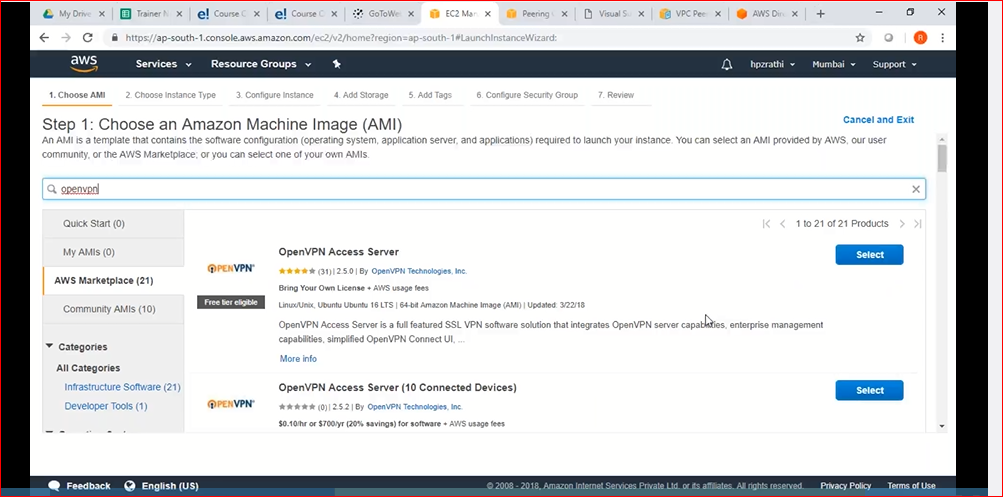 My Drive
Trainer N
Course C
Course C
GoToWe
EC2 Man
Peering C
Visual Su
VPC Pee
AWS Dire
https://ap-south-1.console.aws.amazon.com/ec2/v2/home?region=ap-south-1#LaunchInstanceWizard:
R
aws Services Resource Groups hpzrathi Mumbai Support
1. Choose AMI 2. Choose Instance Type 3. Configure Instance 4. Add Storage 5. Add Tags 6. Configure Security Group 7. Review
Step 1: Choose an Amazon Machine Image (AMI)
Cancel and Exit
An AMI is a template that contains the software configuration (operating system, application server, and applications) required to launch your instance. You can select an AMI provided by AWS, our user
community, or the AWS Marketplace; or you can select one of your own AMIs.
openvpn
Quick Start (0)
My AMIs (0)
AWS Marketplace (21)
Community AMIs (10)
Categories
All Categories
Infrastructure Software (21)
Developer Tools (1)
1 to 21 of 21 Products
OPENVPN
Free tier eligible
OpenVPN Access Server
Select
(31) | 2.5.0 | By OpenVPN Technologies, Inc.
Bring Your Own License + AWS usage fees
Linux/Unix, Ubuntu Ubuntu 16 LTS | 64-bit Amazon Machine Image (AMI) | Updated: 3/22/18
OpenVPN Access Server is a full featured SSL VPN software solution that integrates OpenVPN server capabilities, enterprise management
capabilities, simplified OpenVPN Connect UI, ...
More info
OPENVPN
OpenVPN Access Server (10 Connected Devices)
Select
(0) | 2.5.2 | By OpenVPN Technologies, Inc.
$0.10/hr or $700/yr (20% savings) for software + AWS usage fees
Feedback English (US)
© 2008 - 2018, Amazon Internet Services Private Ltd. or its affiliates. All rights reserved. Privacy Policy Terms of Use